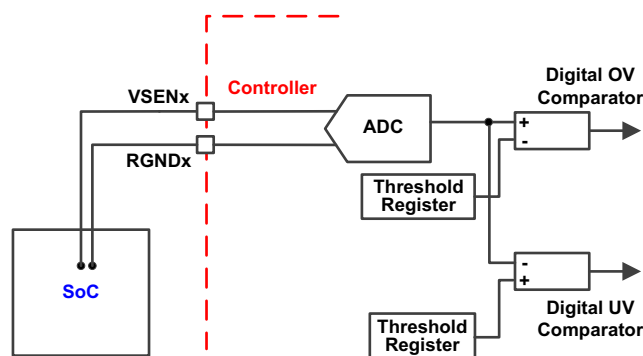 Digital OV
Comparator
VSENx
Controller
ADC
+
-
RGNDx
Threshold
Register
-
+
SoC
Digital UV
Comparator
Threshold
Register